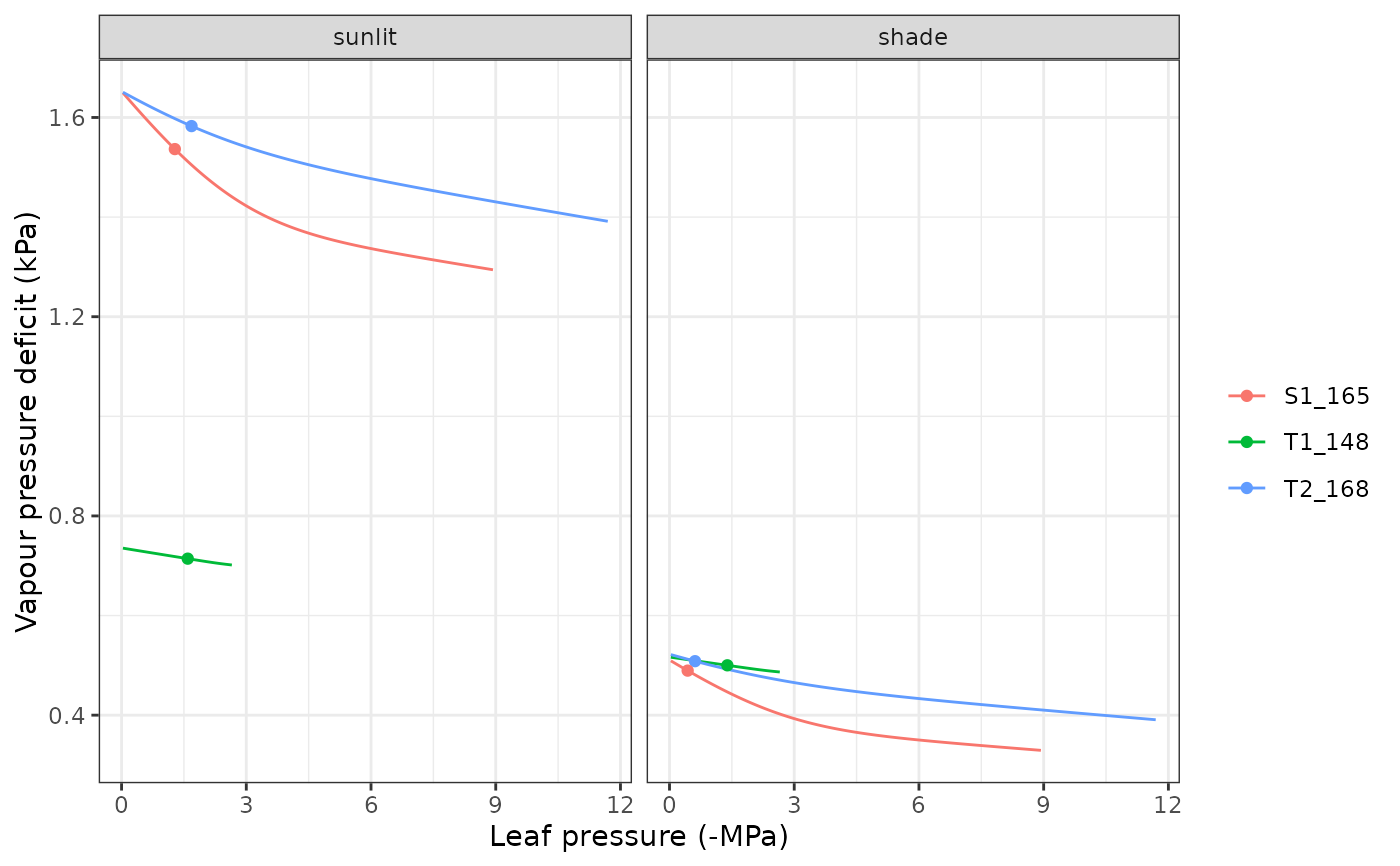 sunlit
shade
Vapour pressure deficit (kPa)
1.6
1.2
0.8
0.4
0 3 6 9 12
0 3 6 9 12
Leaf pressure (-MPa)
S1_165
T1_148
T2_168